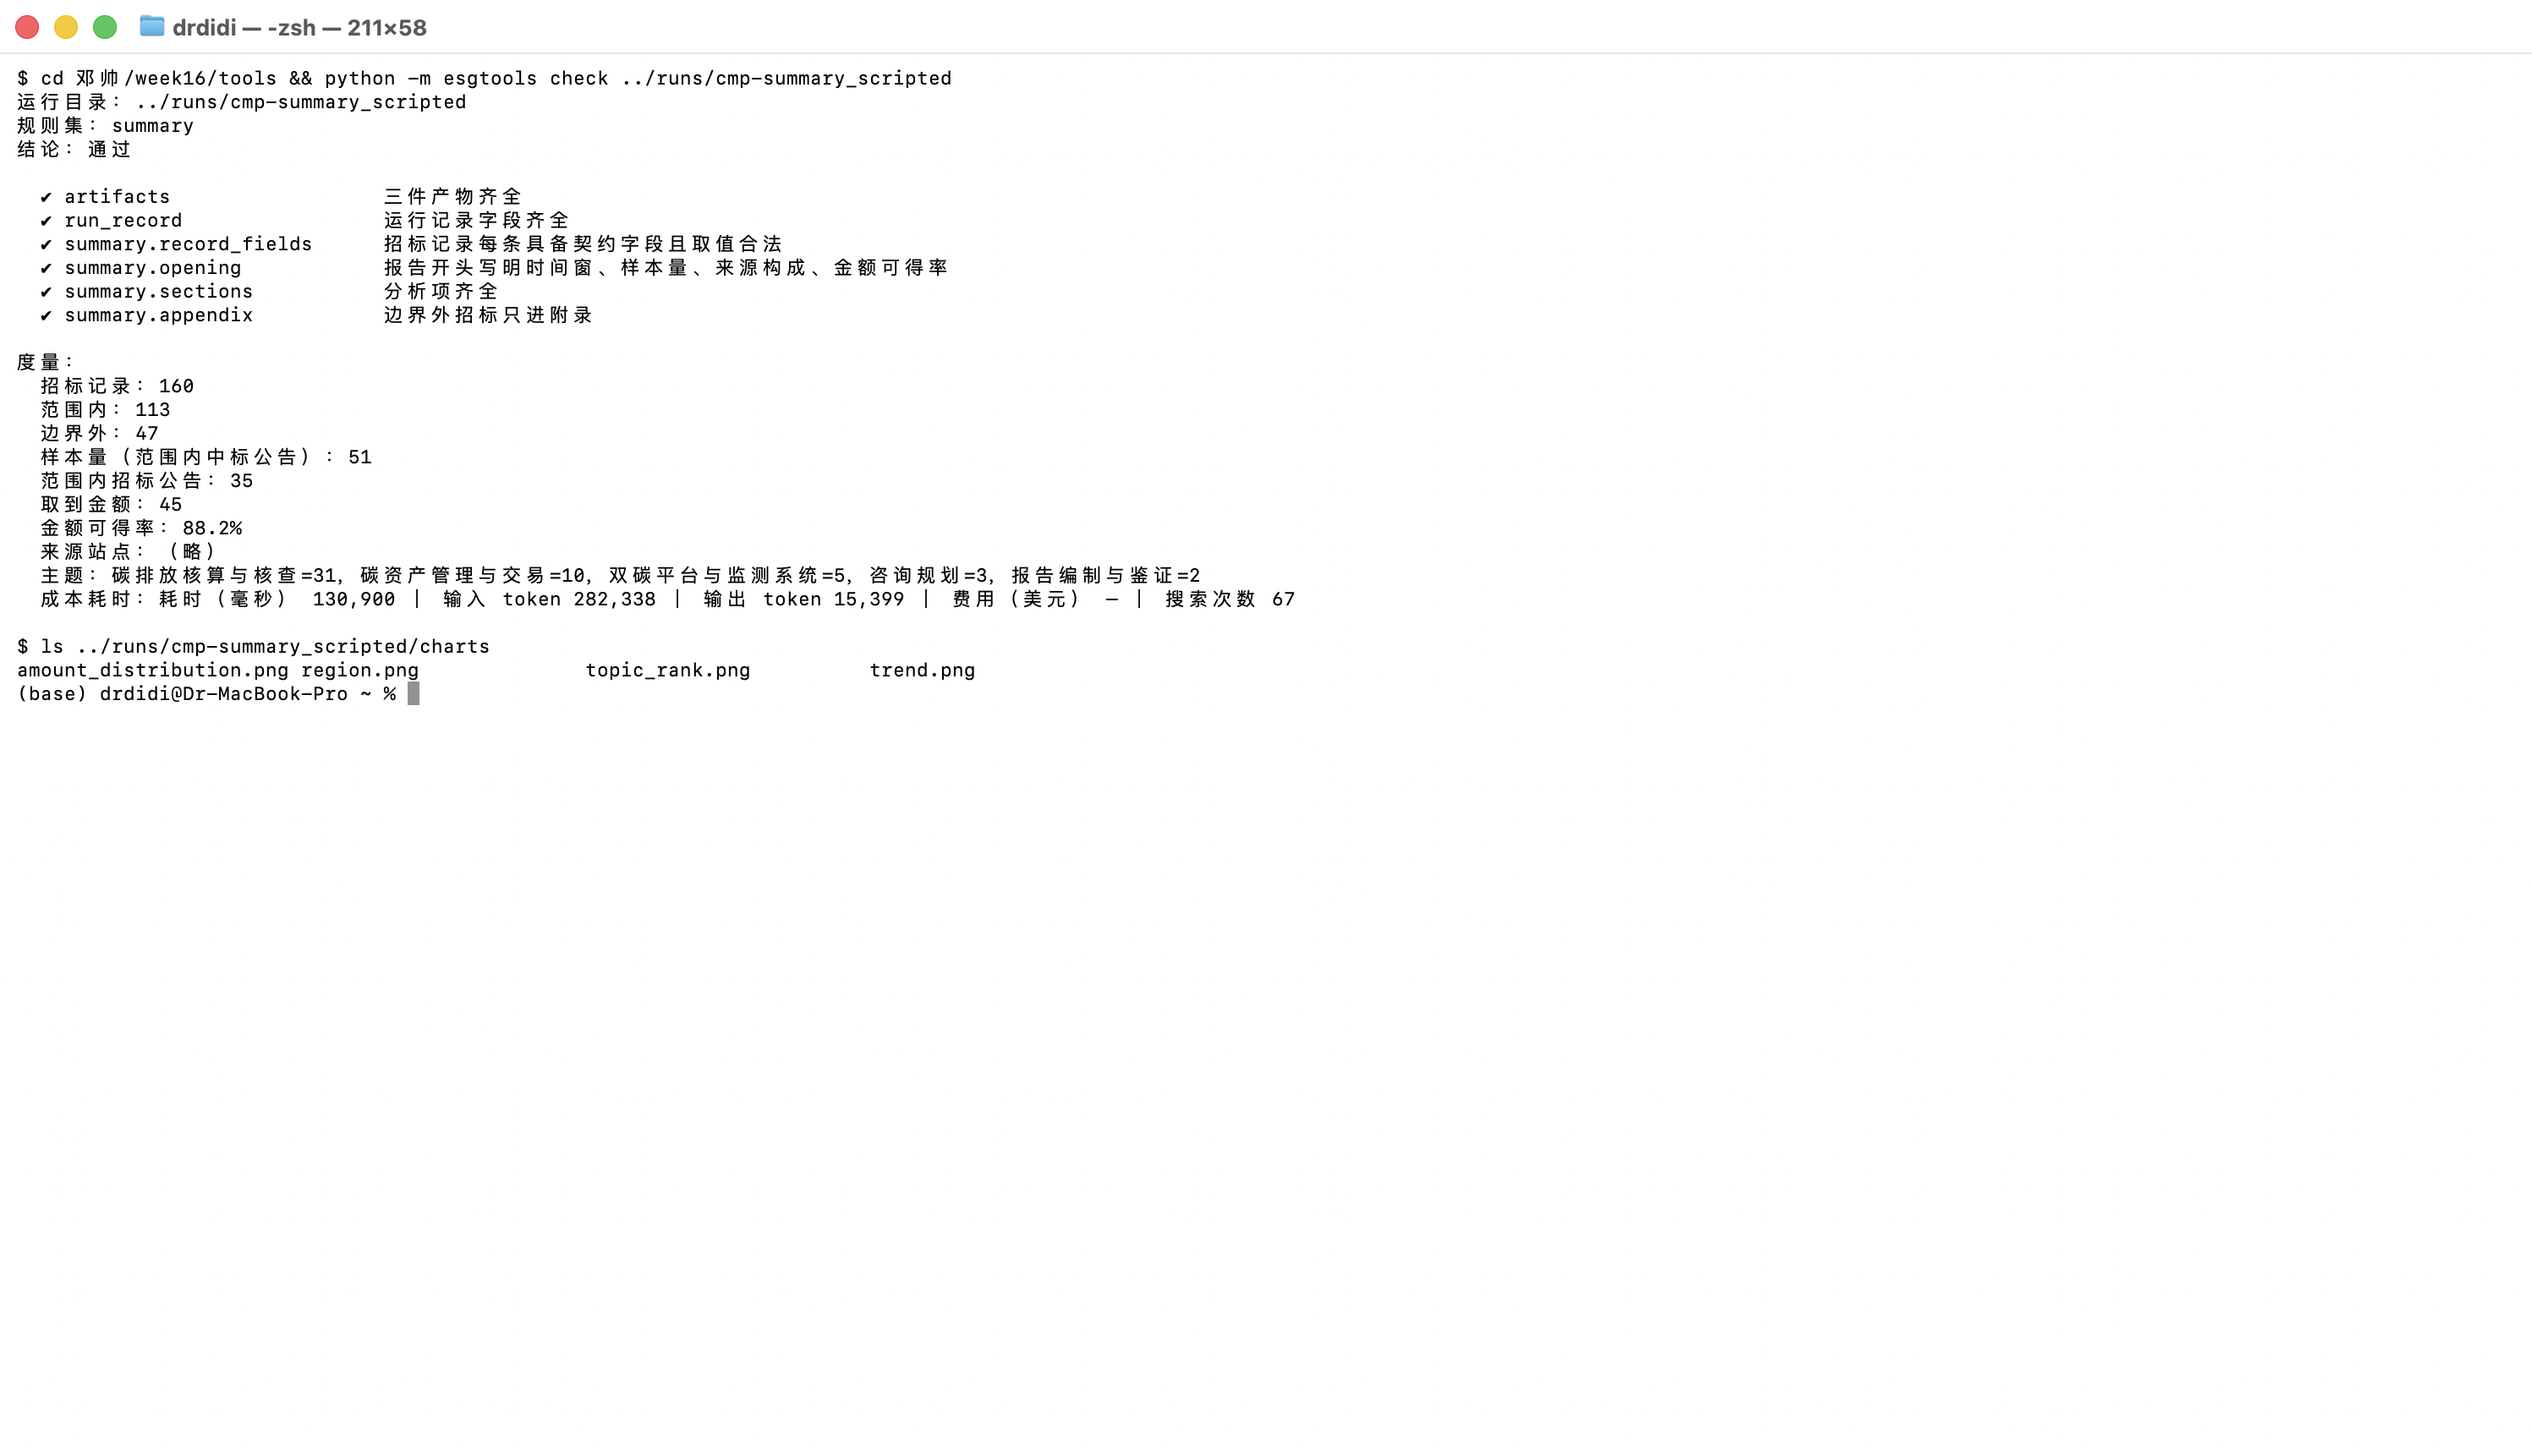 drdidi — -zsh — 211×58
$ cd 邓帅/week16/tools && python -m esgtools check ../runs/cmp-summary_scripted
运行目录: ../runs/cmp-summary_scripted
规则集: summary
结论: 通过
✔ artifacts 三件产物齐全
✔ run_record 运行记录字段齐全
✔ summary.record_fields 招标记录每条具备契约字段且取值合法
✔ summary.opening 报告开头写明时间窗、样本量、来源构成、金额可得率
✔ summary.sections 分析项齐全
✔ summary.appendix 边界外招标只进附录
度量:
招标记录: 160
范围内: 113
边界外: 47
样本量（范围内中标公告）: 51
范围内招标公告: 35
取到金额: 45
金额可得率: 88.2%
来源站点: （略）
主题: 碳排放核算与核查=31, 碳资产管理与交易=10, 双碳平台与监测系统=5, 咨询规划=3, 报告编制与鉴证=2
成本耗时: 耗时（毫秒） 130,900 | 输入 token 282,338 | 输出 token 15,399 | 费用（美元） — | 搜索次数 67
$ ls ../runs/cmp-summary_scripted/charts
amount_distribution.png region.png topic_rank.png trend.png
(base) drdidi@Dr-MacBook-Pro ~ %